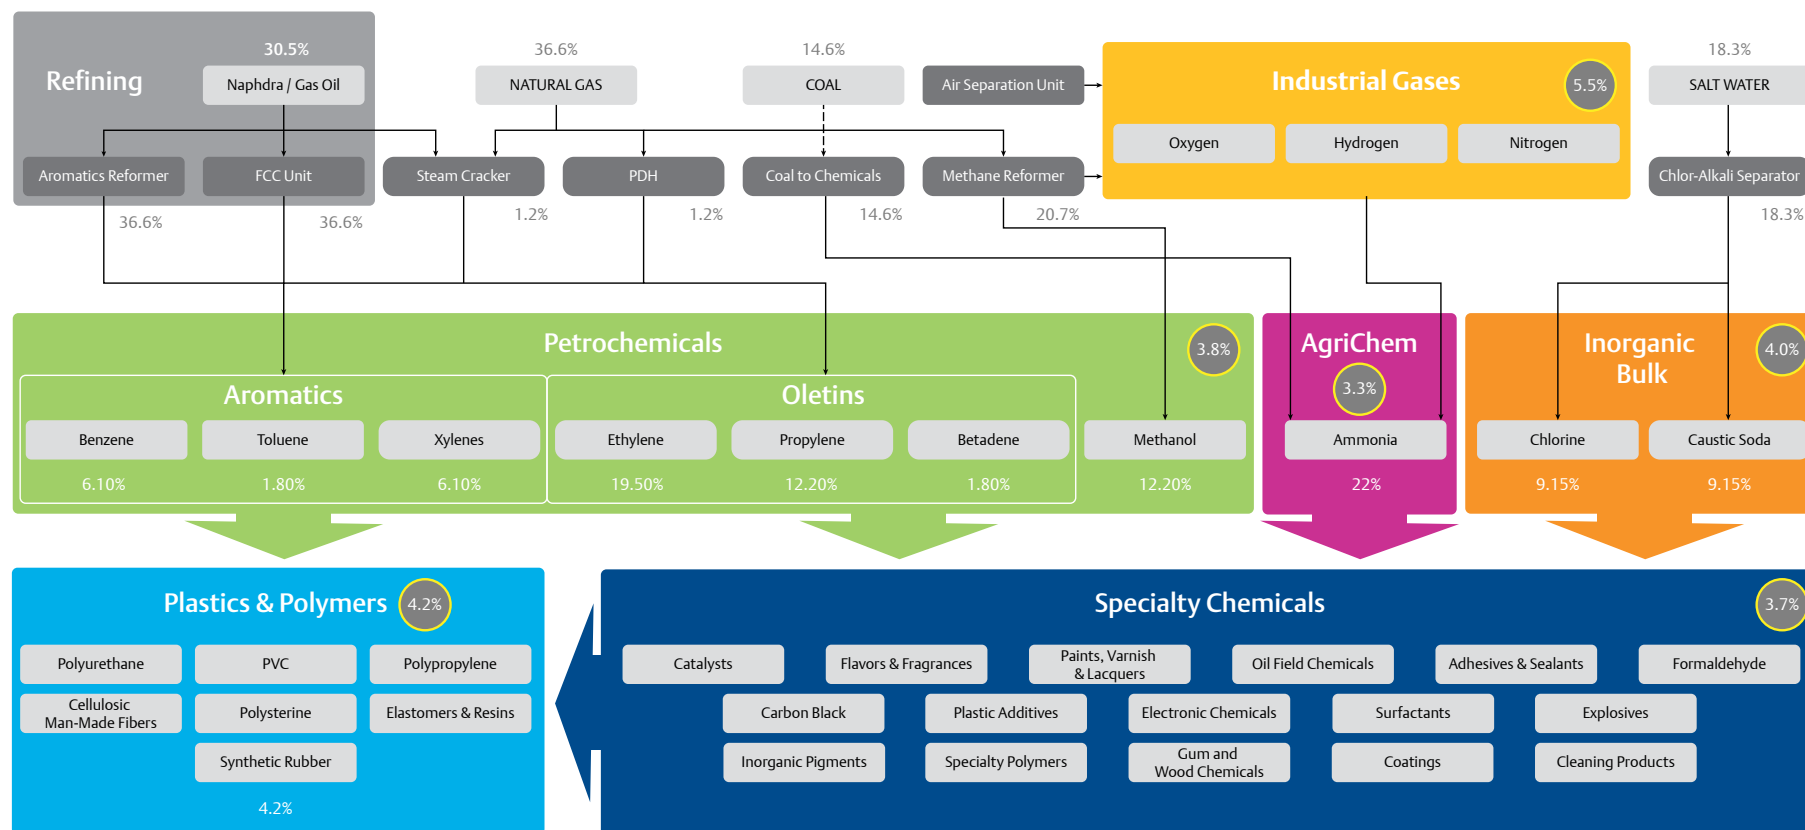 30.5%
36.6%
14.6%
18.3%
Refining
Naphdra / Gas Oil
NATURAL GAS
COAL
Air Separation Unit
Industrial Gases
5.5%
SALT WATER
Oxygen
Hydrogen
Nitrogen
Aromatics Reformer
FCC Unit
Steam Cracker
PDH
Coal to Chemicals
Methane Reformer
Chlor-Alkali Separator
36.6%
36.6%
1.2%
1.2%
14.6%
20.7%
18.3%
Petrochemicals
3.8%
AgriChem
3.3%
Inorganic
Bulk
4.0%
Aromatics
Oletins
Benzene
Toluene
Xylenes
Ethylene
Propylene
Betadene
Methanol
Ammonia
Chlorine
Caustic Soda
6.10%
1.80%
6.10%
19.50%
12.20%
1.80%
12.20%
22%
9.15%
9.15%
Plastics & Polymers
4.2%
Polyurethane
PVC
Polypropylene
Cellulosic
Man-Made Fibers
Polysterine
Elastomers & Resins
Synthetic Rubber
4.2%
Specialty Chemicals
3.7%
Catalysts
Flavors & Fragrances
Paints, Varnish
& Lacquers
Oil Field Chemicals
Adhesives & Sealants
Formaldehyde
Carbon Black
Plastic Additives
Electronic Chemicals
Surfactants
Explosives
Inorganic Pigments
Specialty Polymers
Gum and
Wood Chemicals
Coatings
Cleaning Products